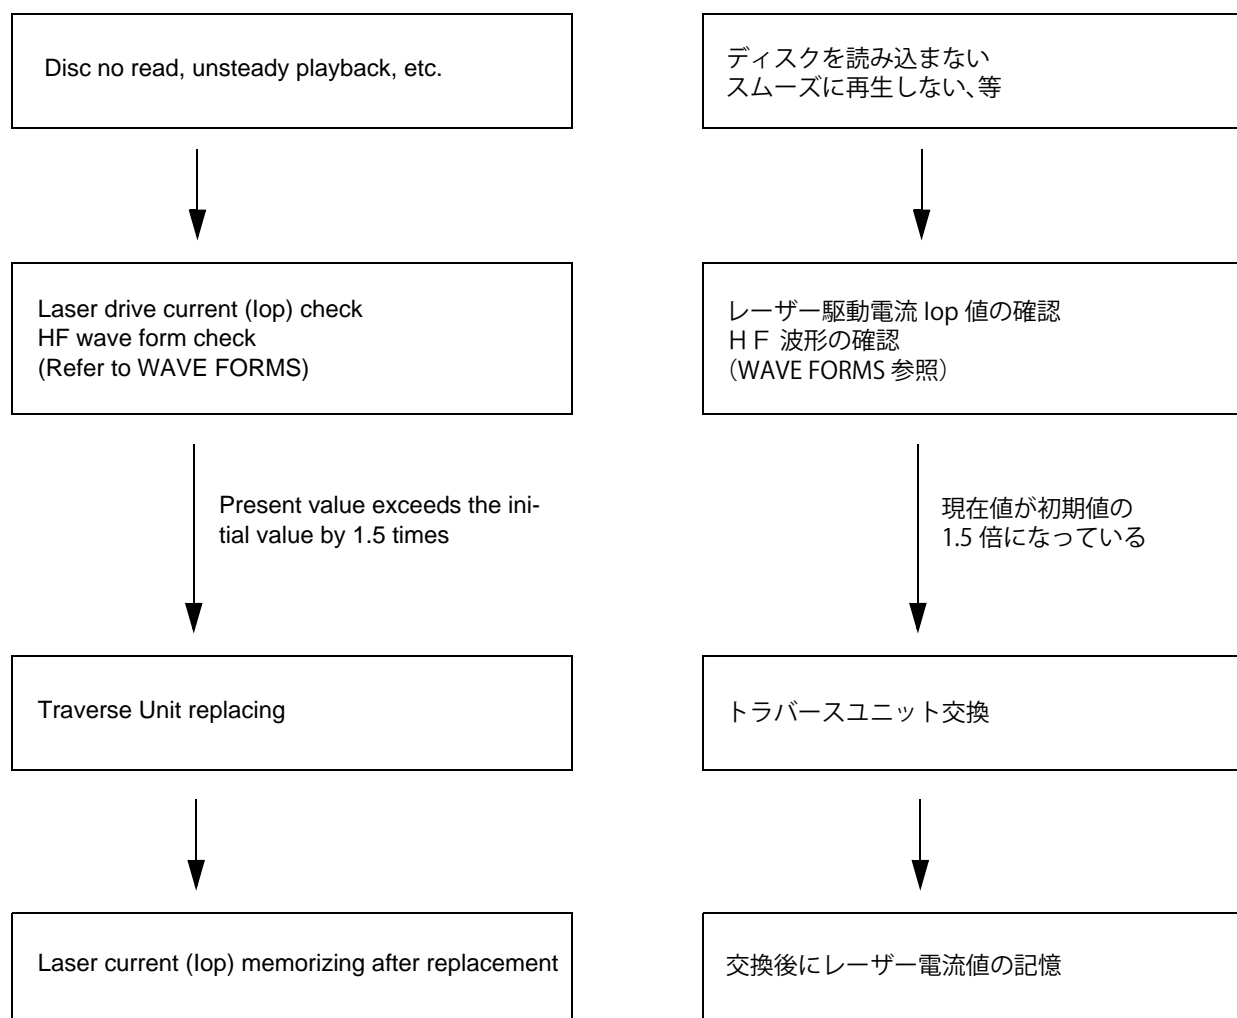 Disc no read, unsteady playback, etc.
Laser drive current (Iop) check
HF wave form check
(Refer to WAVE FORMS)
Present value exceeds the ini-
tial value by 1.5 times
Traverse Unit replacing
Laser current (Iop) memorizing after replacement
ディスクを読み込まない
スムーズに再生しない、等
レーザー駆動電流 Iop 値の確認
ＨＦ 波形の確認
（WAVE FORMS 参照）
現在値が初期値の
1.5 倍になっている
トラバースユニット交換
交換後にレーザー電流値の記憶